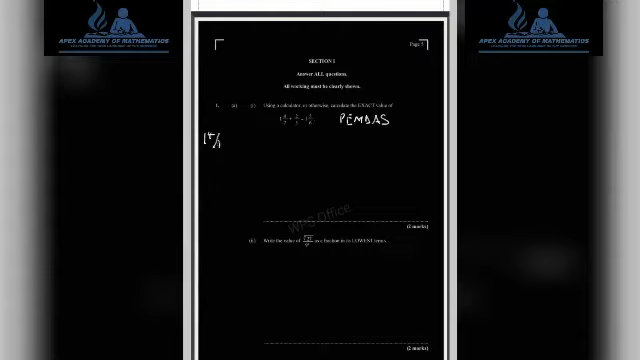 APEX ACADEMY OF MATHEMATICS
APEX ACADEMY OF MATHEMATICS
Page 7
SECTION I
Answer ALL questions.
All working must be clearly shown.
1. (a) (i) Using a calculator, or otherwise, calculate the EXACT value of
PEMDAS
WPS Office
(2 marks)
(ii) Write the value of as a fraction in its LOWEST terms.
(2 marks)